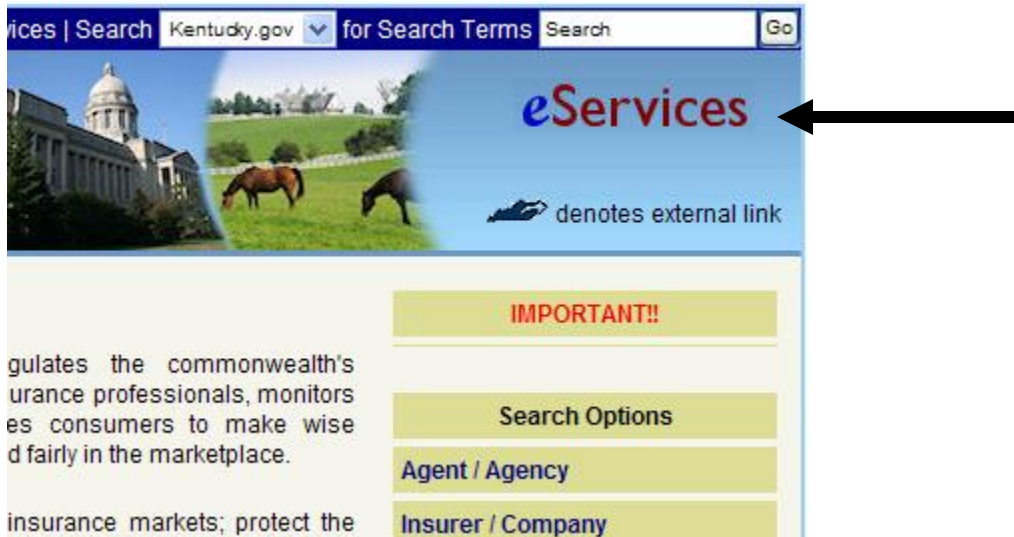 vices | Search Kentucky.gov for Search Terms Search Go
eServices
denotes external link
IMPORTANT!!
gulates the commonwealth's
urance professionals, monitors
es consumers to make wise
d fairly in the marketplace.
insurance markets; protect the
Search Options
Agent / Agency
Insurer / Company